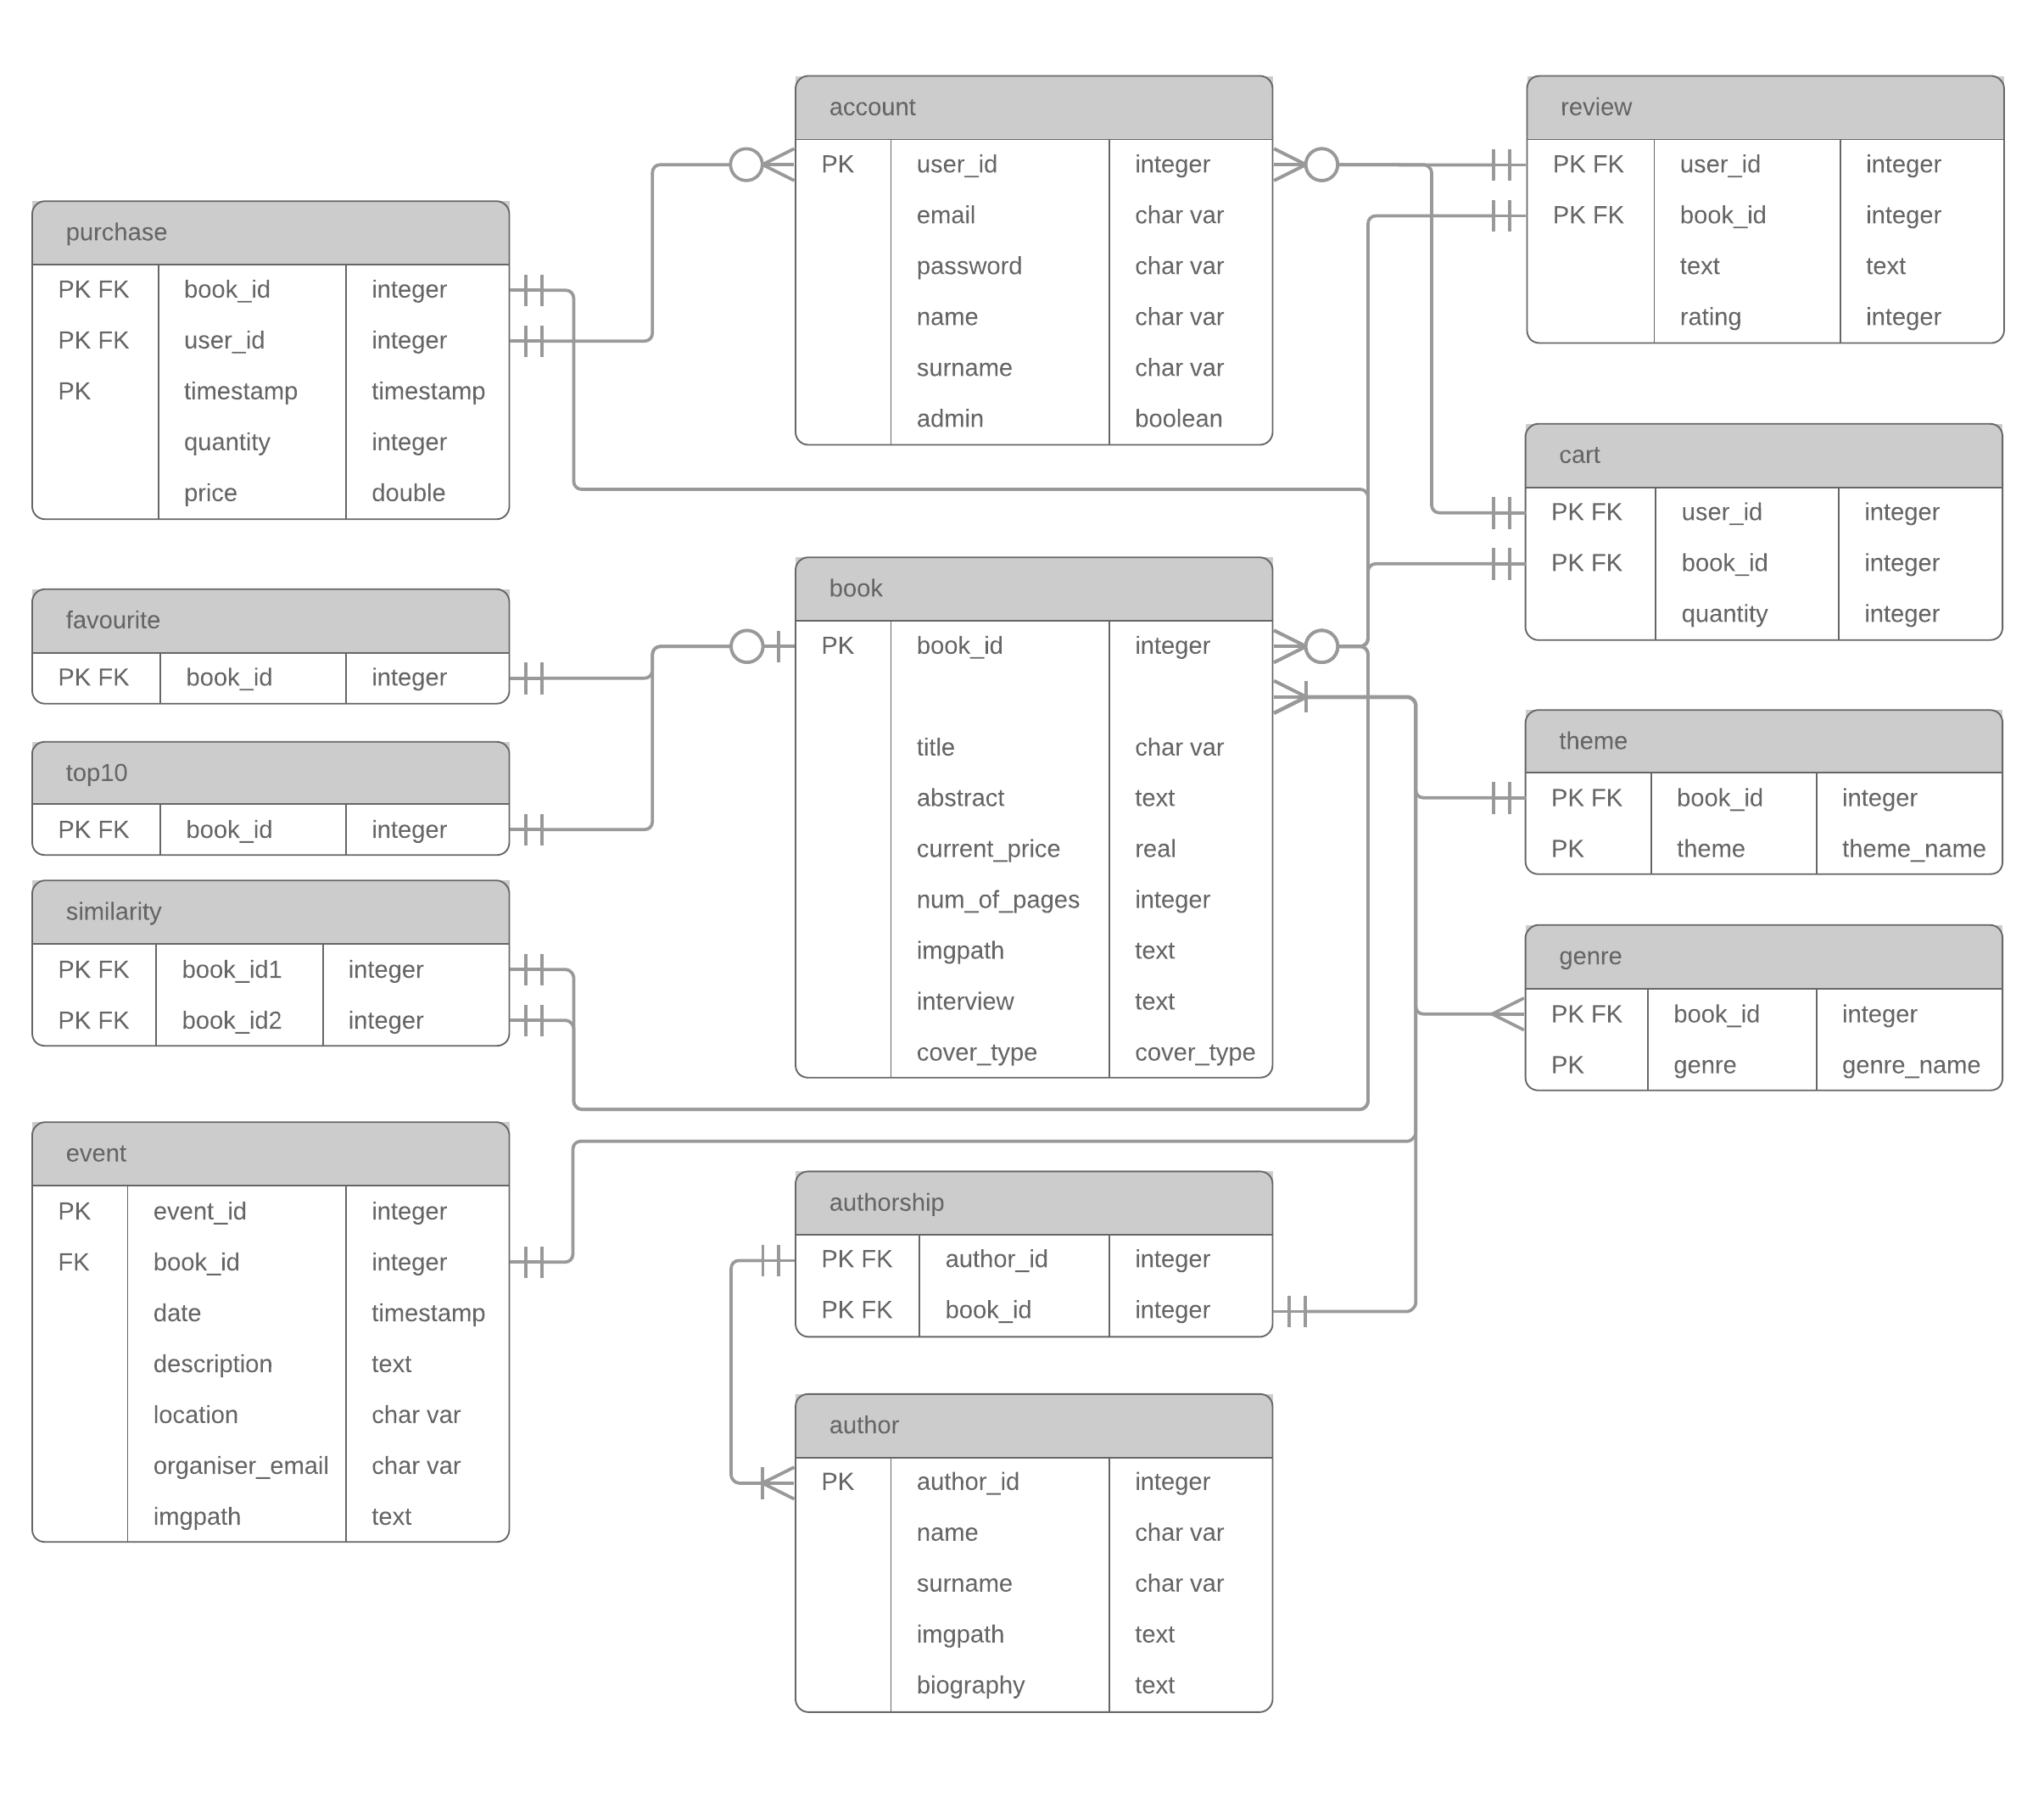 account
PK user_id integer
email char var
password char var
name char var
surname char var
admin boolean
review
PK FK user_id integer
PK FK book_id integer
text text
rating integer
purchase
PK FK book_id integer
PK FK user_id integer
PK timestamp timestamp
quantity integer
price double
cart
PK FK user_id integer
PK FK book_id integer
quantity integer
book
PK book_id integer
title char var
abstract text
current_price real
num_of_pages integer
imgpath text
interview text
cover_type cover_type
favourite
PK FK book_id integer
top10
PK FK book_id integer
theme
PK FK book_id integer
PK theme theme_name
similarity
PK FK book_id1 integer
PK FK book_id2 integer
genre
PK FK book_id integer
PK genre genre_name
event
PK event_id integer
FK book_id integer
date timestamp
description text
location char var
organiser_email char var
imgpath text
authorship
PK FK author_id integer
PK FK book_id integer
author
PK author_id integer
name char var
surname char var
imgpath text
biography text